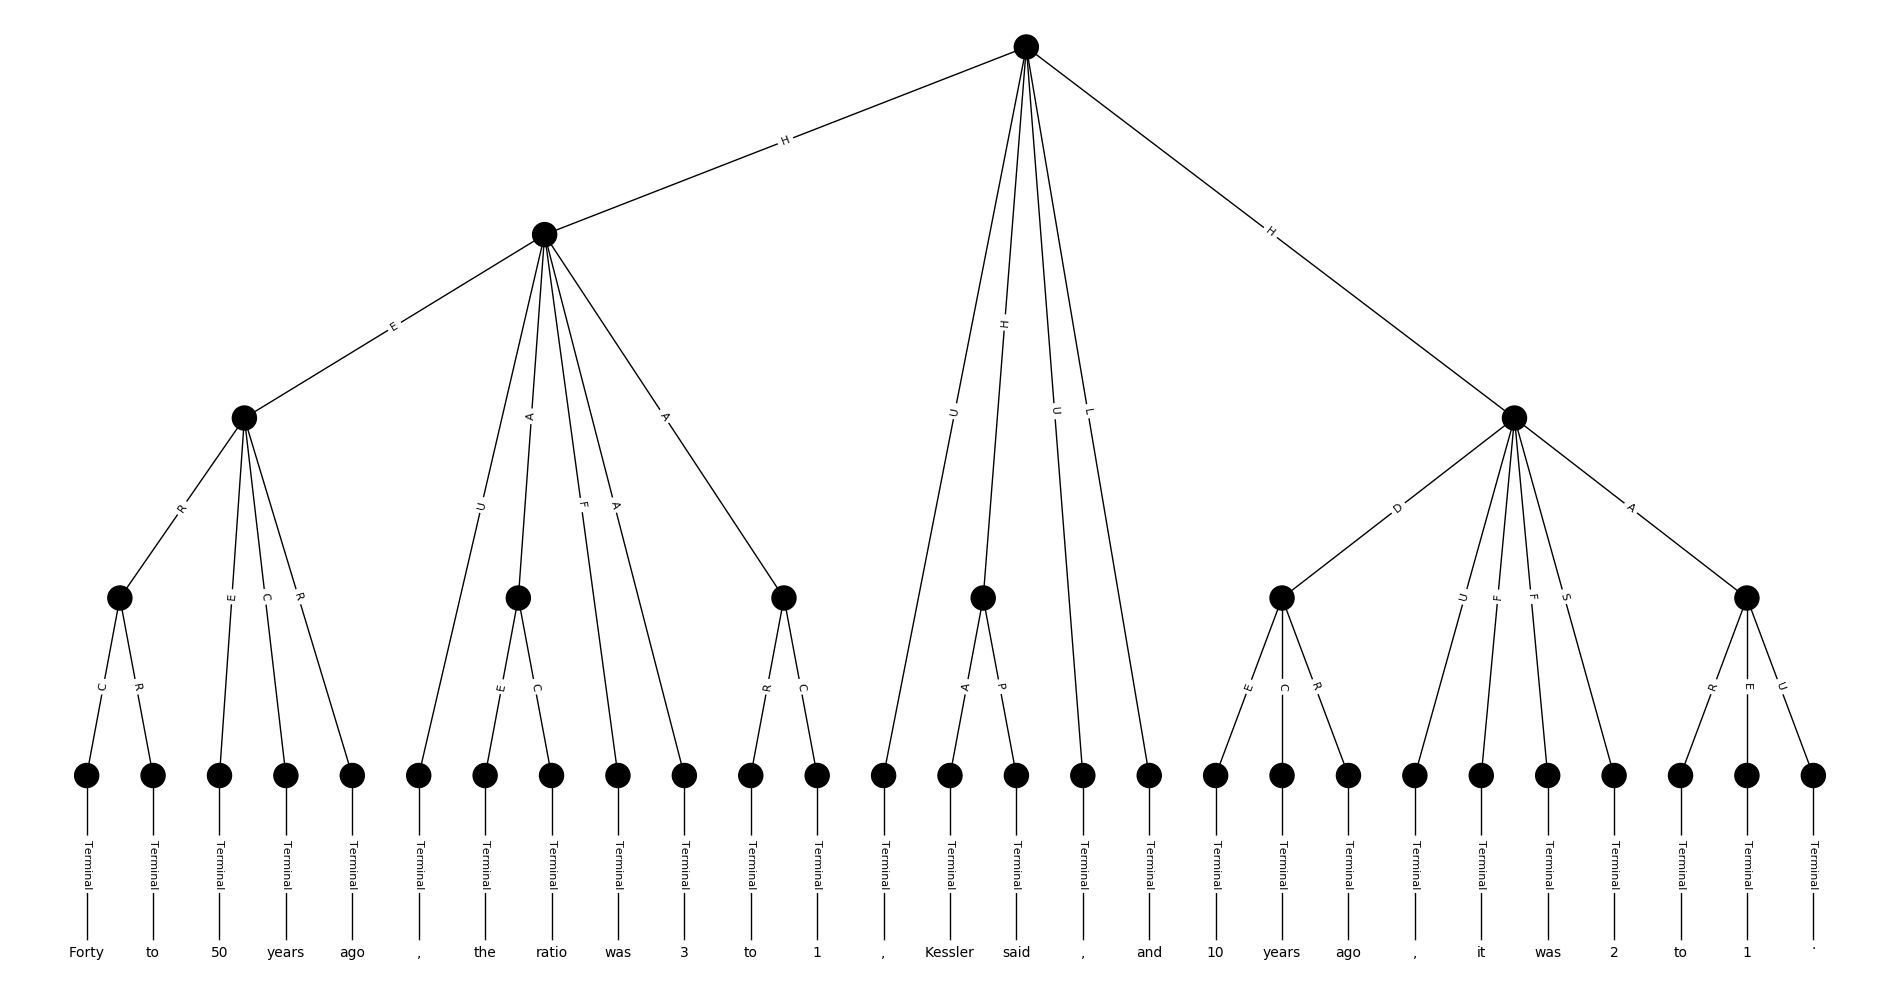 H
H
E
H
R
U
A
F
A
A
U
U
L
D
U
F
F
S
A
E
C
R
C
R
E
C
R
C
A
P
E
C
R
R
E
U
Terminal Terminal Terminal Terminal Terminal Terminal Terminal Terminal Terminal Terminal Terminal Terminal Terminal Terminal Terminal Terminal Terminal Terminal Terminal Terminal Terminal Terminal Terminal Terminal Terminal Terminal Terminal
Forty to 50 years ago , the ratio was 3 to 1 , Kessler said , and 10 years ago , it was 2 to 1 .